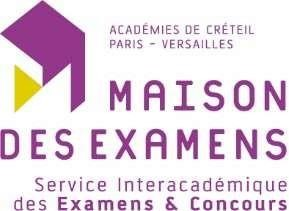 ACADÉMIES DE CRÉTEIL
PARIS - VERSAILLES
MAISON
DES EXAMENS
Service Interacadémique
des Examens & Concours